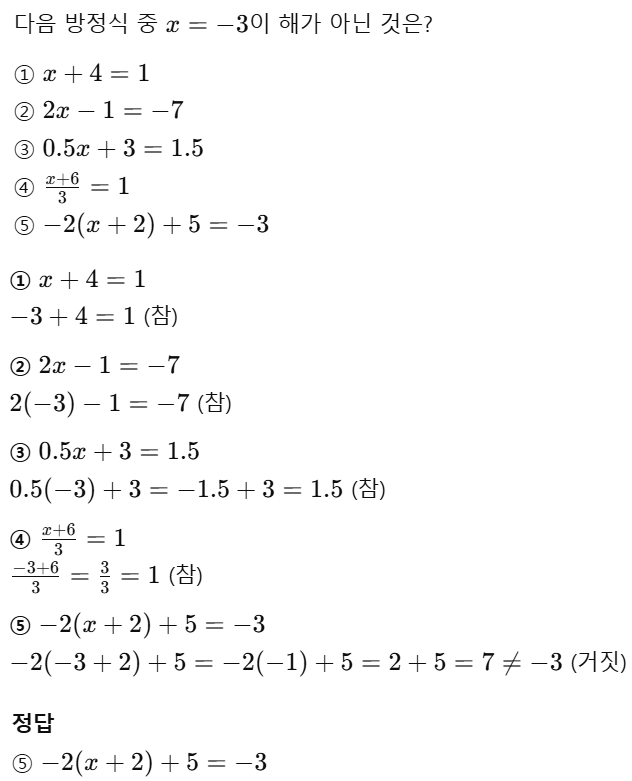 다음 방정식 중 $x = -3$이 해가 아닌 것은?
① $x + 4 = 1$
② $2x - 1 = -7$
③ $0.5x + 3 = 1.5$
④ $\frac{x+6}{3} = 1$
⑤ $-2(x + 2) + 5 = -3$
① $x + 4 = 1$
$-3 + 4 = 1$ (참)
② $2x - 1 = -7$
$2(-3) - 1 = -7$ (참)
③ $0.5x + 3 = 1.5$
$0.5(-3) + 3 = -1.5 + 3 = 1.5$ (참)
④ $\frac{x+6}{3} = 1$
$\frac{-3+6}{3} = \frac{3}{3} = 1$ (참)
⑤ $-2(x + 2) + 5 = -3$
$-2(-3 + 2) + 5 = -2(-1) + 5 = 2 + 5 = 7 \neq -3$ (거짓)
정답
⑤ $-2(x + 2) + 5 = -3$